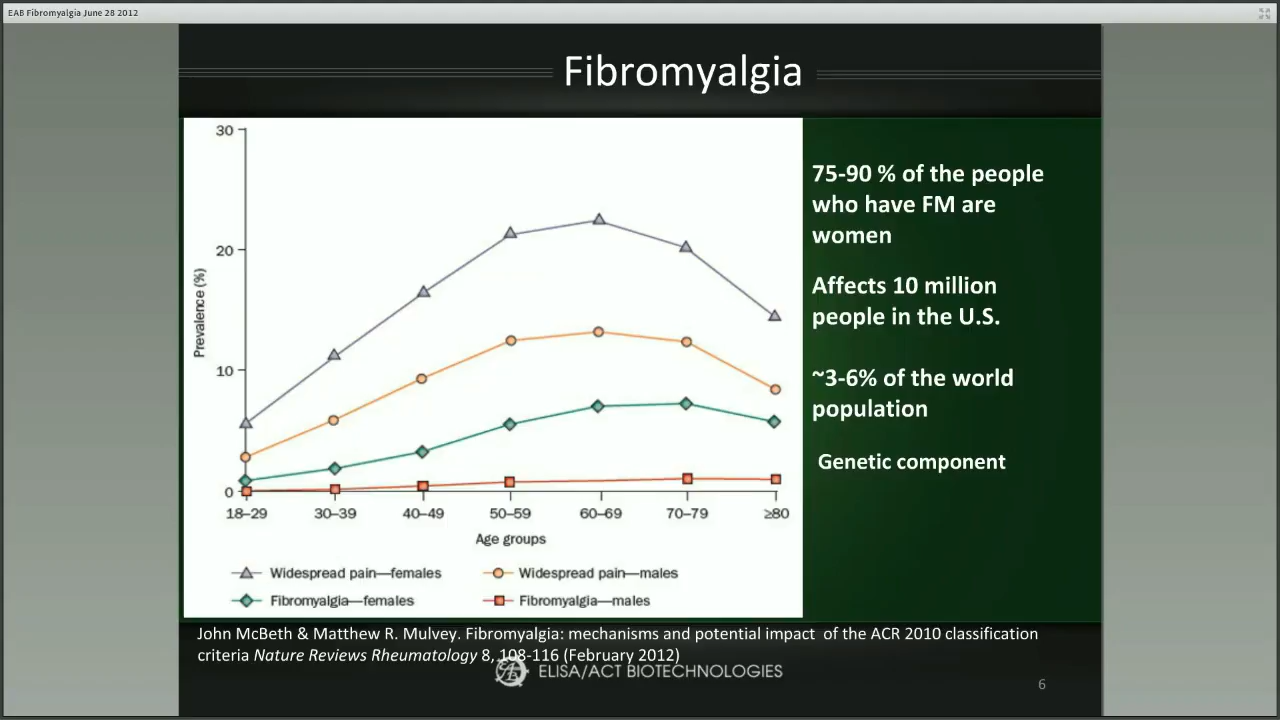 EAB Fibromyalgia June 28 2012
Fibromyalgia
30
20
10
0
Prevalence (%)
18–29 30–39 40–49 50–59 60–69 70–79 ≥80
Age groups
Widespread pain—females
Widespread pain—males
Fibromyalgia—females
Fibromyalgia—males
75-90 % of the people
who have FM are
women
Affects 10 million
people in the U.S.
~3-6% of the world
population
Genetic component
John McBeth & Matthew R. Mulvey. Fibromyalgia: mechanisms and potential impact of the ACR 2010 classification
criteria Nature Reviews Rheumatology 8, 108-116 (February 2012)
ELISA/ACT BIOTECHNOLOGIES
6